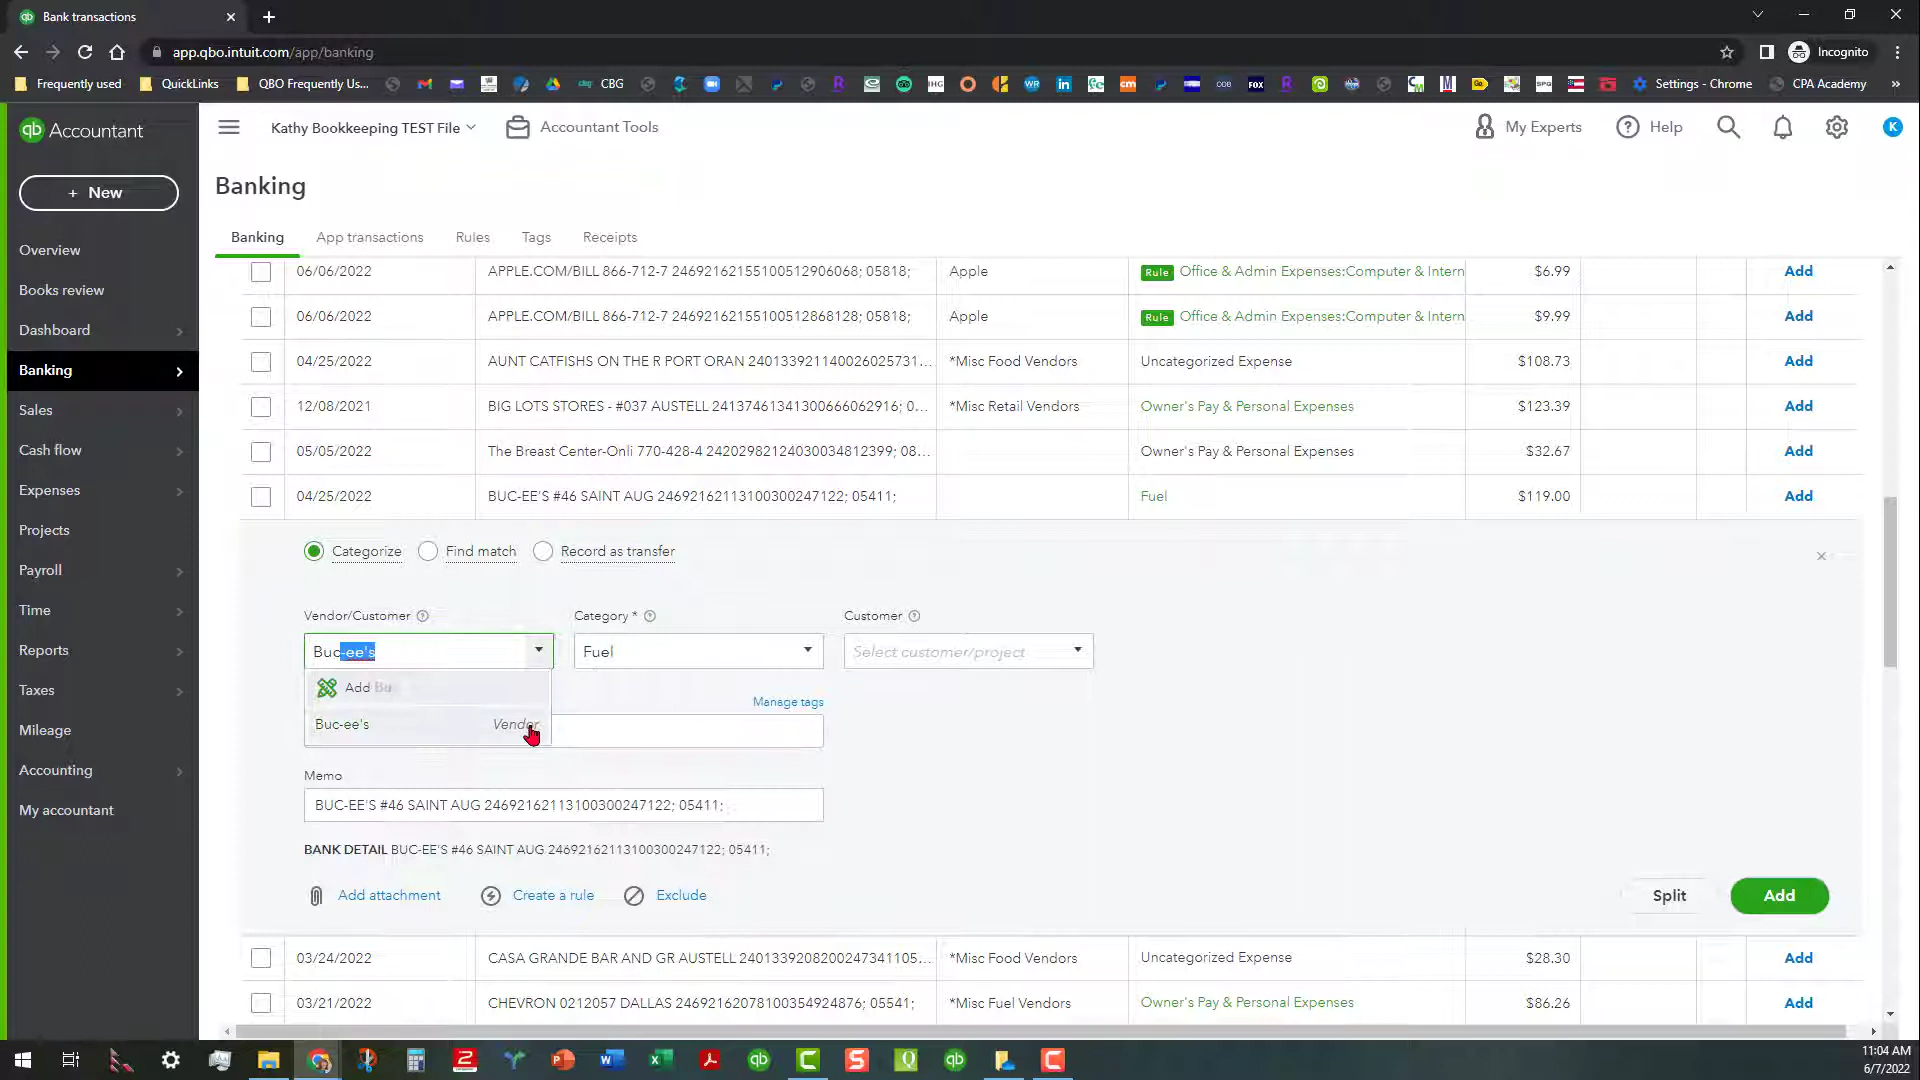 Bank transactions
app.qbo.intuit.com/app/banking
Incognito
Frequently used
QuickLinks
QBO Frequently Us...
CBG
Settings - Chrome
CPA Academy
»
qb Accountant
Kathy Bookkeeping TEST File
Accountant Tools
My Experts
Help
K
+ New
Banking
Overview
Books review
Dashboard
Banking
Sales
Cash flow
Expenses
Projects
Payroll
Time
Reports
Taxes
Mileage
Accounting
My accountant
Banking
App transactions
Rules
Tags
Receipts
06/06/2022 APPLE.COM/BILL 866-712-7 24692162155100512906068; 05818; Apple Rule Office & Admin Expenses:Computer & Intern $6.99 Add
06/06/2022 APPLE.COM/BILL 866-712-7 24692162155100512868128; 05818; Apple Rule Office & Admin Expenses:Computer & Intern $9.99 Add
04/25/2022 AUNT CATFISHS ON THE R PORT ORAN 240133921140026025731... *Misc Food Vendors Uncategorized Expense $108.73 Add
12/08/2021 BIG LOTS STORES - #037 AUSTELL 24137461341300666062916; 0... *Misc Retail Vendors Owner's Pay & Personal Expenses $123.39 Add
05/05/2022 The Breast Center-Onli 770-428-4 24202982124030034812399; 08... Owner's Pay & Personal Expenses $32.67 Add
04/25/2022 BUC-EE'S #46 SAINT AUG 24692162113100300247122; 05411; Fuel $119.00 Add
Categorize
Find match
Record as transfer
Vendor/Customer
Category *
Customer
Buc-ee's
Fuel
Select customer/project
Add Bu
Manage tags
Buc-ee's Vendor
Memo
BUC-EE'S #46 SAINT AUG 24692162113100300247122; 05411;
BANK DETAIL BUC-EE'S #46 SAINT AUG 24692162113100300247122; 05411;
Add attachment
Create a rule
Exclude
Split
Add
03/24/2022 CASA GRANDE BAR AND GR AUSTELL 2401339208200247341105... *Misc Food Vendors Uncategorized Expense $28.30 Add
03/21/2022 CHEVRON 0212057 DALLAS 24692162078100354924876; 05541; *Misc Fuel Vendors Owner's Pay & Personal Expenses $86.26 Add
11:04 AM
6/7/2022